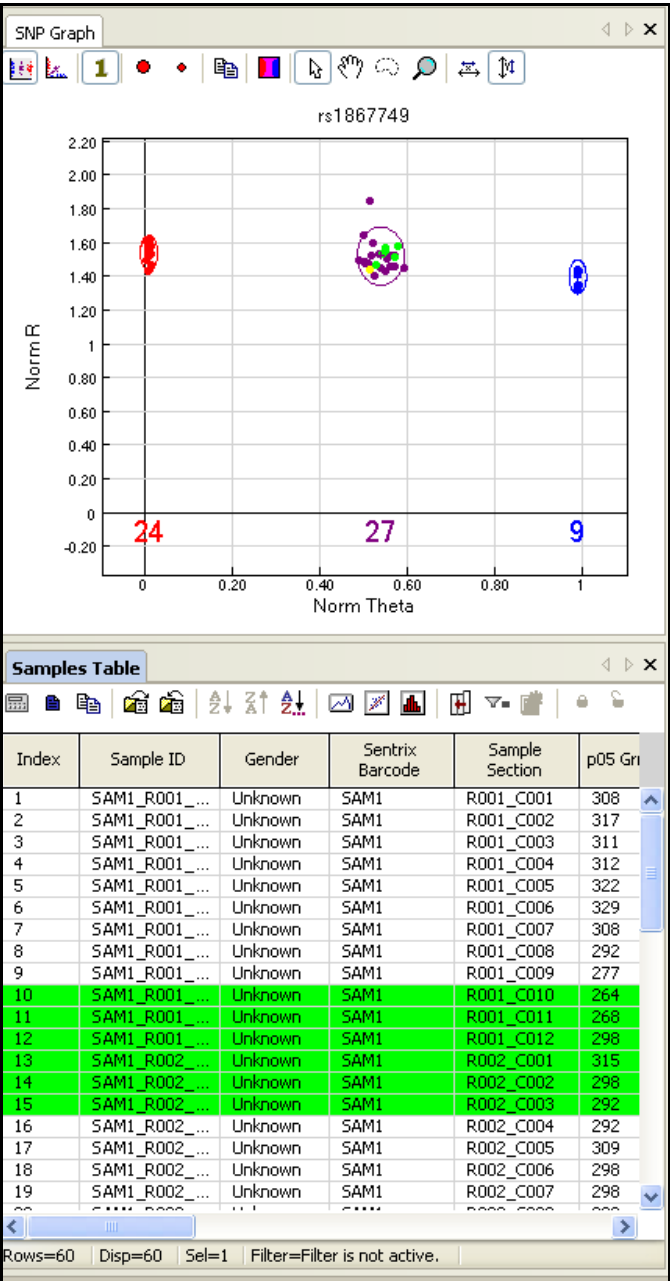 SNP Graph
1
rs1867749
2.20
2.00
1.80
1.60
1.40
1.20
1
0.80
0.60
0.40
0.20
0
-0.20
Norm R
24 27 9
0 0.20 0.40 0.60 0.80 1
Norm Theta
Samples Table
Index Sample ID Gender Sentrix Barcode Sample Section p05 Gr
1 SAM1_R001_... Unknown SAM1 R001_C001 308
2 SAM1_R001_... Unknown SAM1 R001_C002 317
3 SAM1_R001_... Unknown SAM1 R001_C003 311
4 SAM1_R001_... Unknown SAM1 R001_C004 312
5 SAM1_R001_... Unknown SAM1 R001_C005 322
6 SAM1_R001_... Unknown SAM1 R001_C006 329
7 SAM1_R001_... Unknown SAM1 R001_C007 308
8 SAM1_R001_... Unknown SAM1 R001_C008 292
9 SAM1_R001_... Unknown SAM1 R001_C009 277
10 SAM1_R001_... Unknown SAM1 R001_C010 264
11 SAM1_R001_... Unknown SAM1 R001_C011 268
12 SAM1_R001_... Unknown SAM1 R001_C012 298
13 SAM1_R002_... Unknown SAM1 R002_C001 315
14 SAM1_R002_... Unknown SAM1 R002_C002 298
15 SAM1_R002_... Unknown SAM1 R002_C003 292
16 SAM1_R002_... Unknown SAM1 R002_C004 292
17 SAM1_R002_... Unknown SAM1 R002_C005 309
18 SAM1_R002_... Unknown SAM1 R002_C006 298
19 SAM1_R002_... Unknown SAM1 R002_C007 298
Rows=60 Disp=60 Sel=1 Filter=Filter is not active.